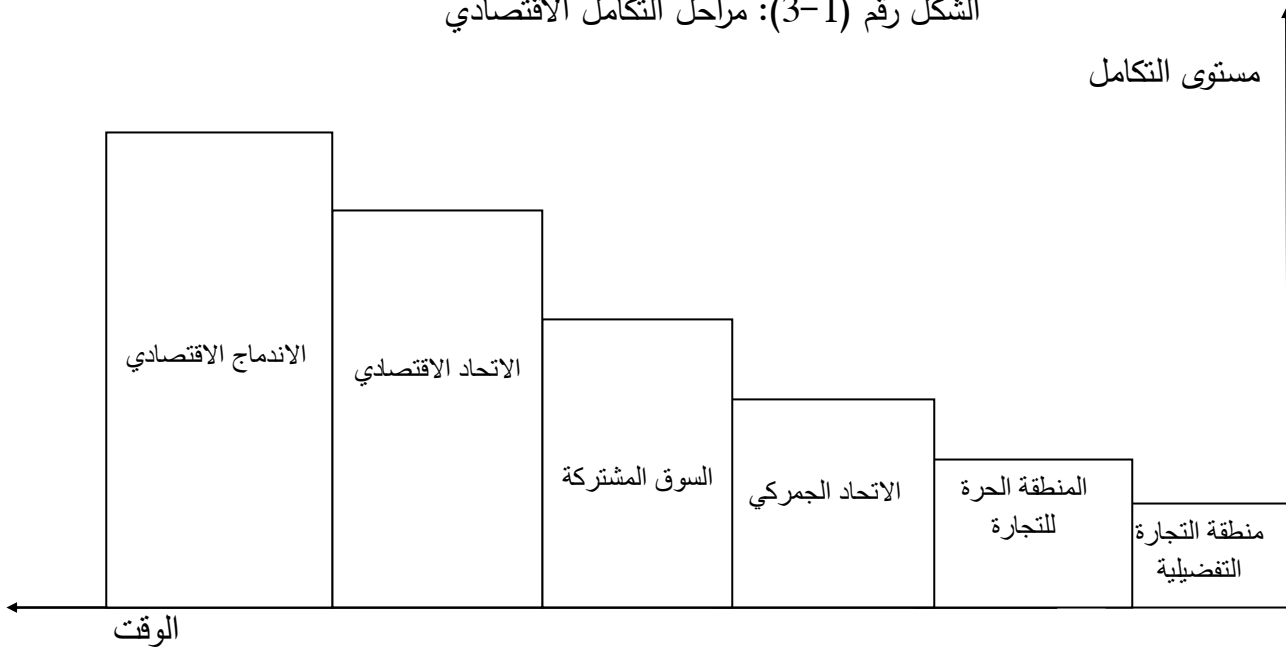 الشكل رقم (1-3): مراحل التكامل الاقتصادي
مستوى التكامل
منطقة التجارة
التفضيلية
المنطقة الحرة
للتجارة
الاتحاد الجمركي
السوق المشتركة
الاتحاد الاقتصادي
الاندماج الاقتصادي
الوقت